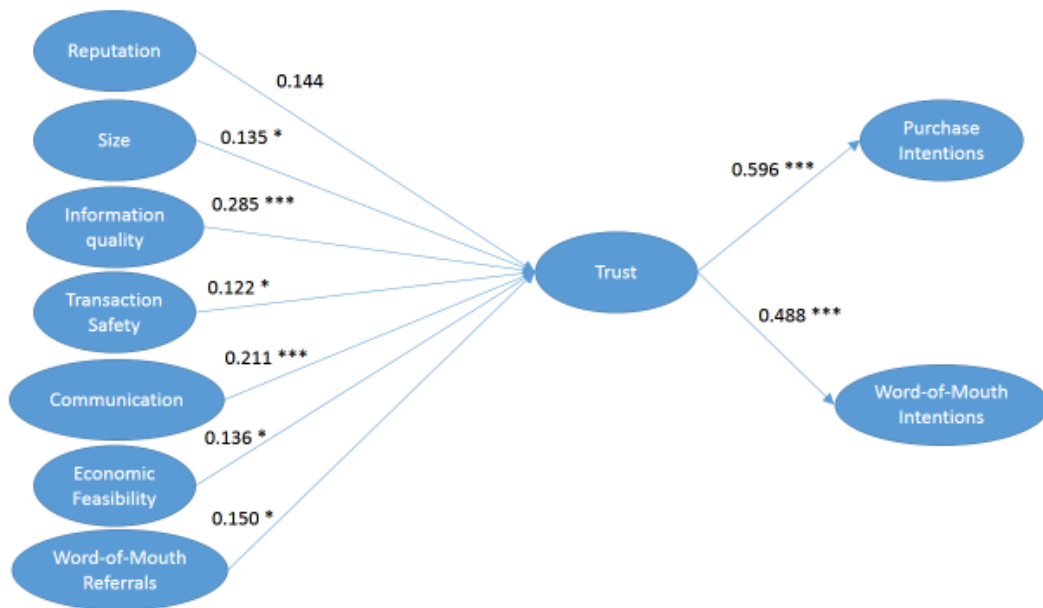 Reputation
0.144
Size
0.135 *
Information
quality
0.285 ***
Transaction
Safety
0.122 *
Communication
0.211 ***
Economic
Feasibility
0.136 *
Word-of-Mouth
Referrals
0.150 *
Trust
0.596 ***
Purchase
Intentions
0.488 ***
Word-of-Mouth
Intentions